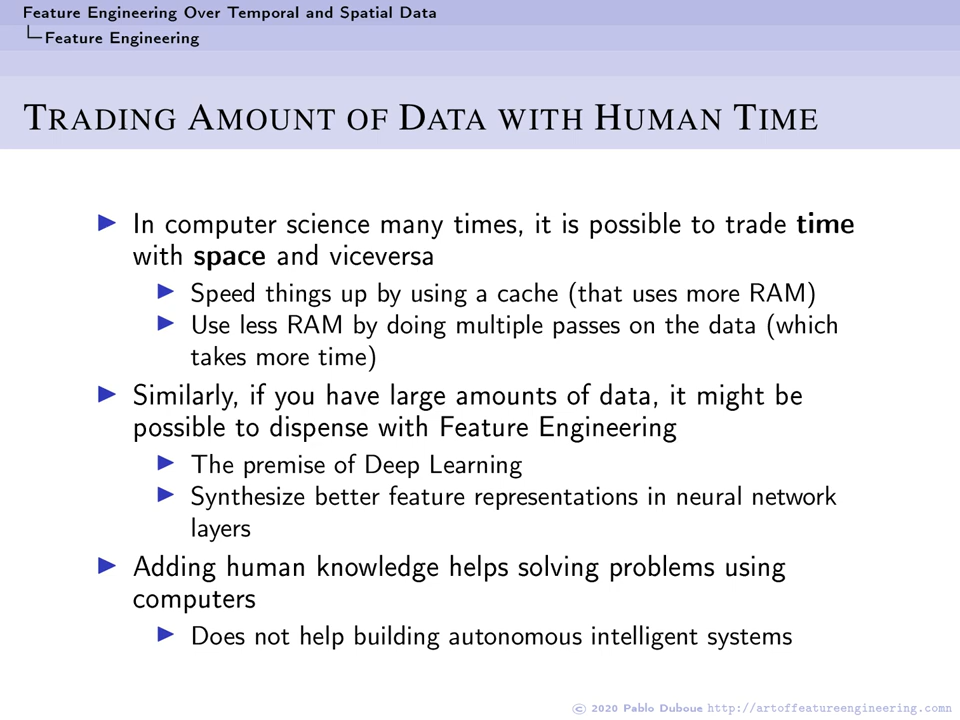 Feature Engineering Over Temporal and Spatial Data
Feature Engineering
Trading Amount of Data with Human Time
In computer science many times, it is possible to trade time
with space and viceversa
Speed things up by using a cache (that uses more RAM)
Use less RAM by doing multiple passes on the data (which
takes more time)
Similarly, if you have large amounts of data, it might be
possible to dispense with Feature Engineering
The premise of Deep Learning
Synthesize better feature representations in neural network
layers
Adding human knowledge helps solving problems using
computers
Does not help building autonomous intelligent systems
© 2020 Pablo Duboue http://artoffeatureengineering.comn